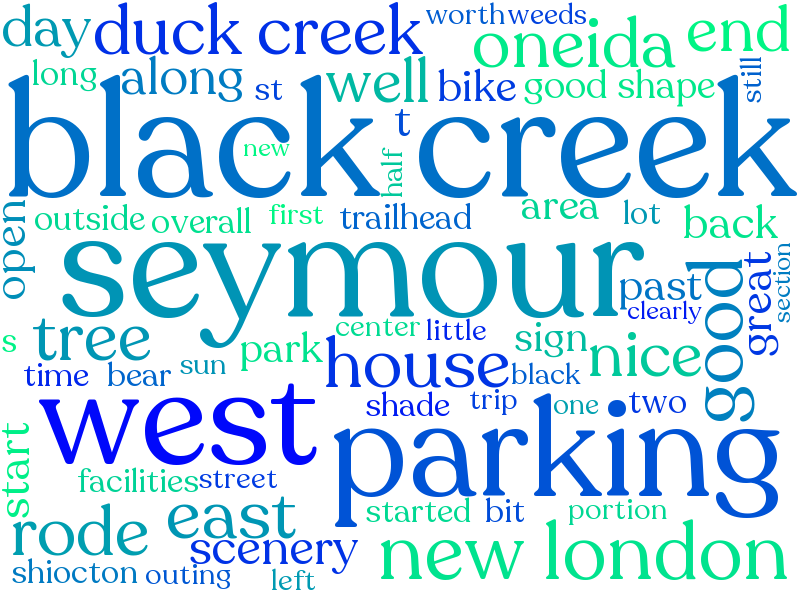 day duck creek worth weeds
oneida end
long along st well bike good shape still
black creek
new half t
outside overall first trailhead area lot back
open seymour past good great section
clearly
s tree center little sign nice
park house
time bear sun black
west shade trip one two
parking
start facilities street
rode east started bit portion
scenery new london
shiocton outing left